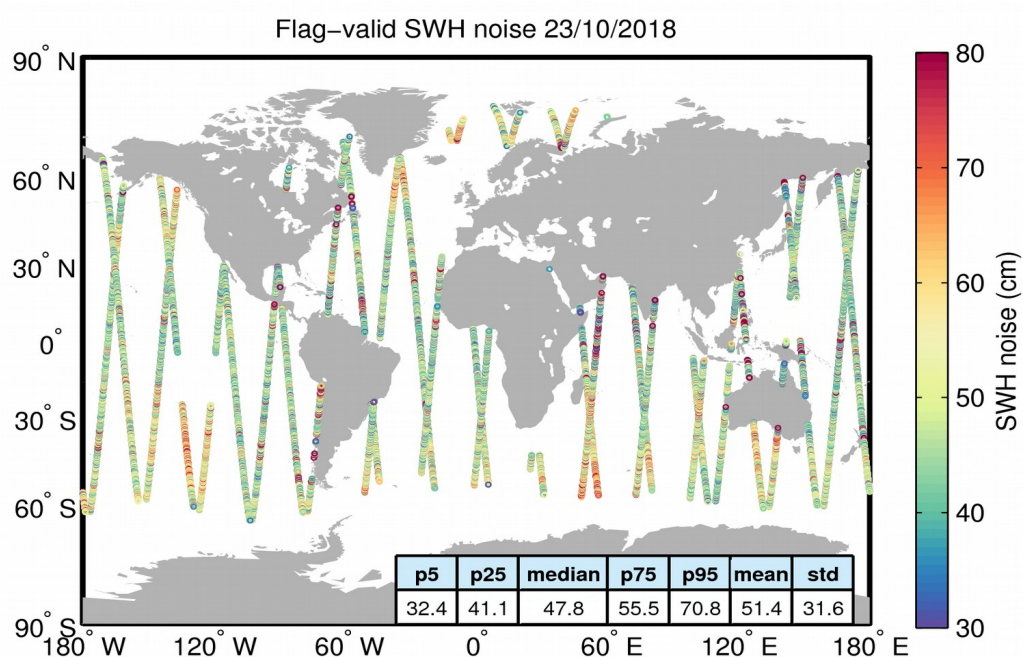 Flag−valid SWH noise 23/10/2018
90° N
60° N
30° N
0°
30° S
60° S
90° S
180° W
120° W
60° W
0°
60° E
120° E
180° E
p5 p25 median p75 p95 mean std
32.4 41.1 47.8 55.5 70.8 51.4 31.6
80
70
60
50
40
30
SWH noise (cm)